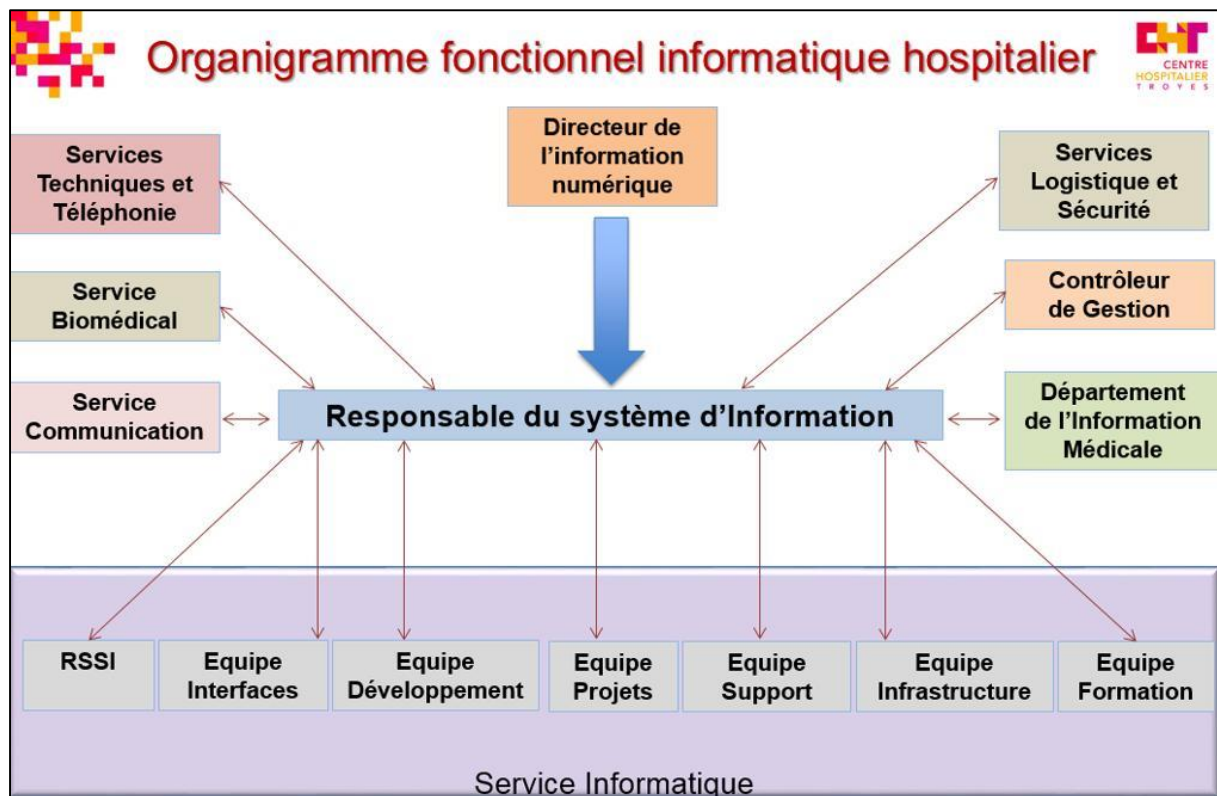 Organigramme fonctionnel informatique hospitalier
CHT
CENTRE
HOSPITALIER
TROYES
Directeur de
l'information
numérique
Services
Techniques et
Téléphonie
Services
Logistique et
Sécurité
Service
Biomédical
Contrôleur
de Gestion
Service
Communication
Responsable du système d'Information
Département
de l'Information
Médicale
RSSI
Equipe
Interfaces
Equipe
Développement
Equipe
Projets
Equipe
Support
Equipe
Infrastructure
Equipe
Formation
Service Informatique